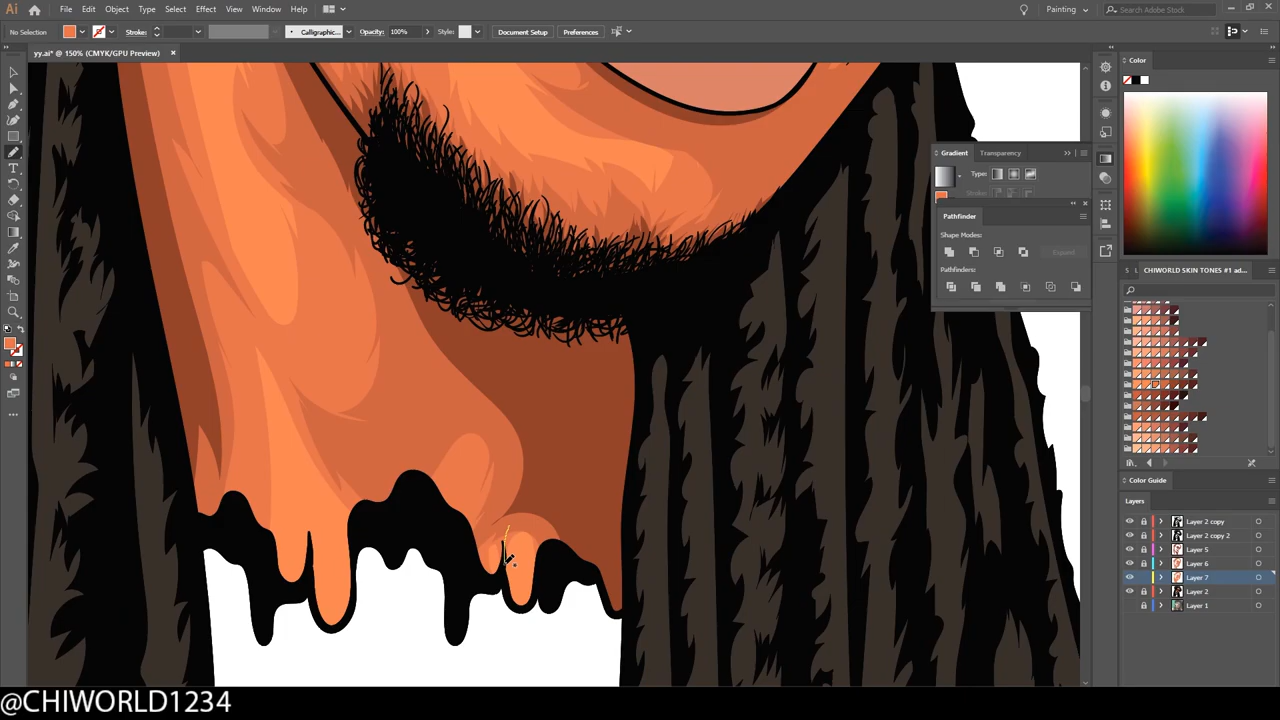 Ai File Edit Object Type Select Effect View Window Help Painting Search Adobe Stock
No Selection Stroke: Calligraphic... Opacity: 100% Style: Document Setup Preferences
yy.ai* @ 150% (CMYK/GPU Preview)
Color
Gradient Transparency
Type:
Pathfinder
Shape Modes:
Expand
Pathfinders:
S L CHIWORLD SKIN TONES #1 ad...
Color Guide
Layers
Layer 2 copy
Layer 2 copy 2
Layer 5
Layer 6
Layer 7
Layer 2
Layer 1
@CHIWORLD1234